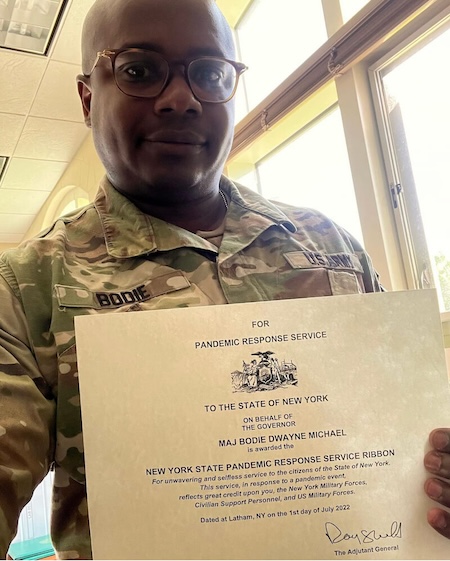 BODIE
U.S. ARMY
FOR
PANDEMIC RESPONSE SERVICE
TO THE STATE OF NEW YORK
ON BEHALF OF
THE GOVERNOR
MAJ BODIE DWAYNE MICHAEL
is awarded the
NEW YORK STATE PANDEMIC RESPONSE SERVICE RIBBON
For unwavering and selfless service to the citizens of the State of New York.
This service, in response to a pandemic event,
reflects great credit upon you, the New York Military Forces,
Civilian Support Personnel, and US Military Forces.
Dated at Latham, NY on the 1st day of July 2022
The Adjutant General